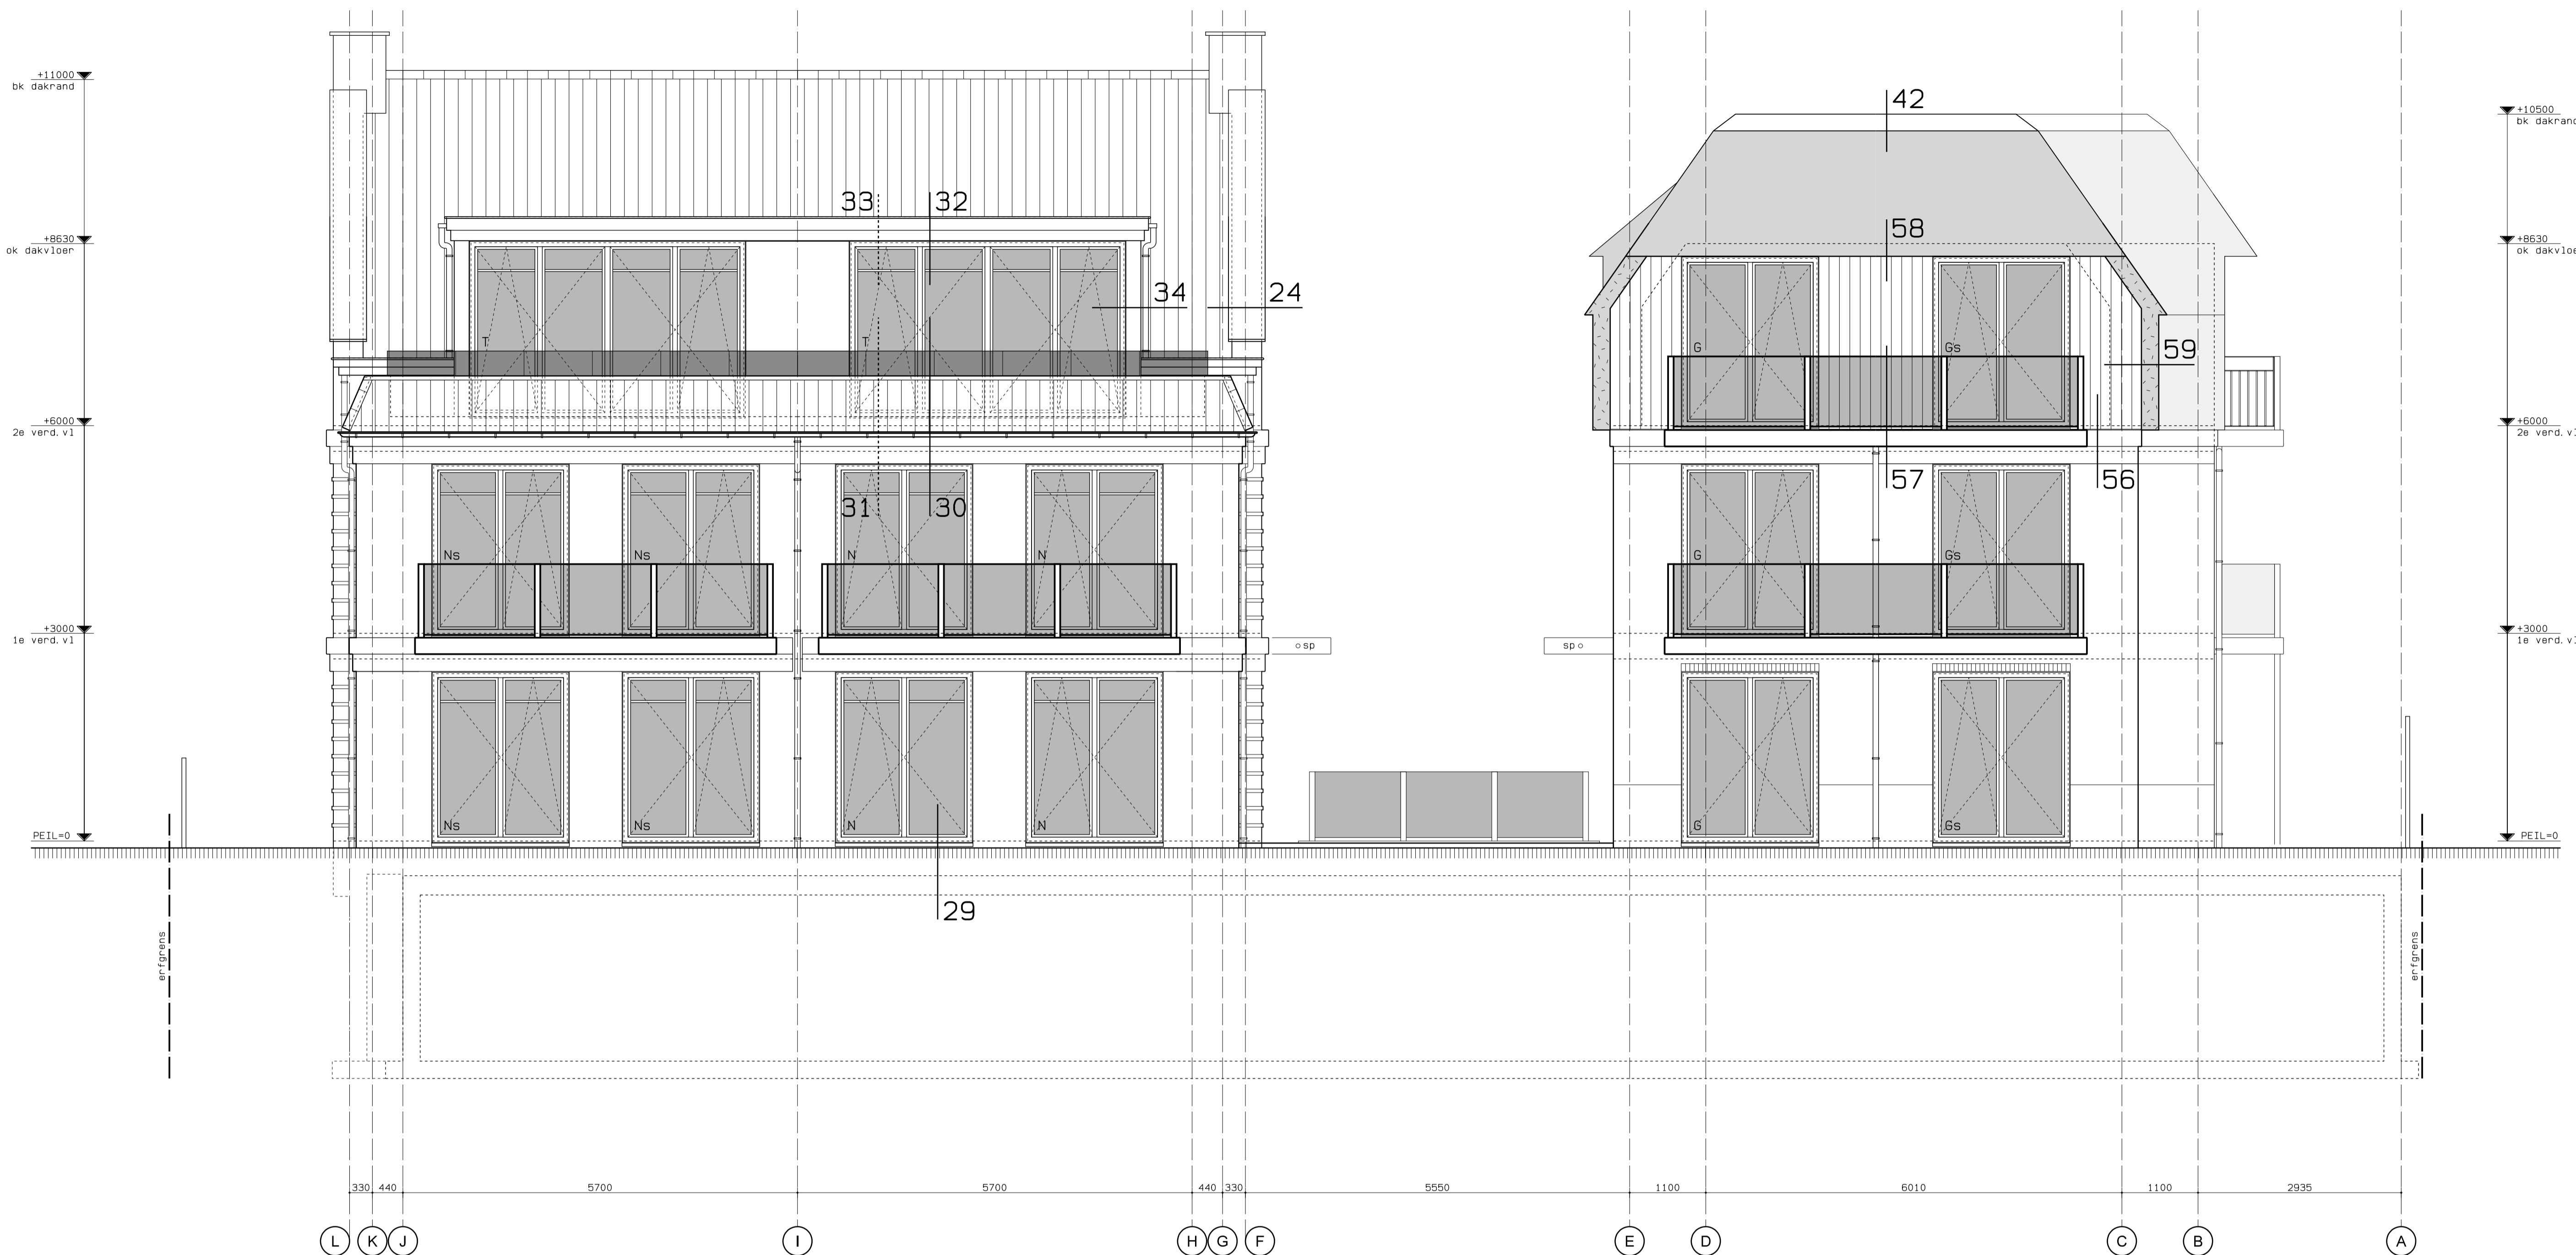 +11000
bk dakrand
42
+10500
bk dakrand
33
32
58
+8630
ok dakvloer
+8630
ok dakvloe
34
24
T
T
G
Gs
59
+6000
2e verd.vl
+6000
2e verd.vl
31
30
57
56
Ns
Ns
N
N
G
Gs
+3000
1e verd.vl
sp
sp
+3000
1e verd.vl
Ns
Ns
N
N
G
Gs
PEIL=0
PEIL=0
29
erfgrens
erfgrens
330 440 5700 5700 440 330 5550 1100 6010 1100 2935
L K J I H G F E D C B A